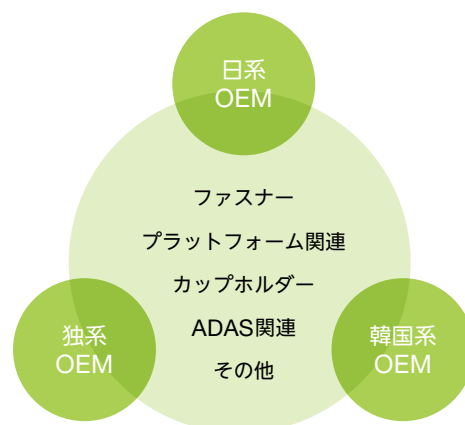 日系
OEM
ファスナー
プラットフォーム関連
カップホルダー
ADAS関連
その他
独系
OEM
韓国系
OEM